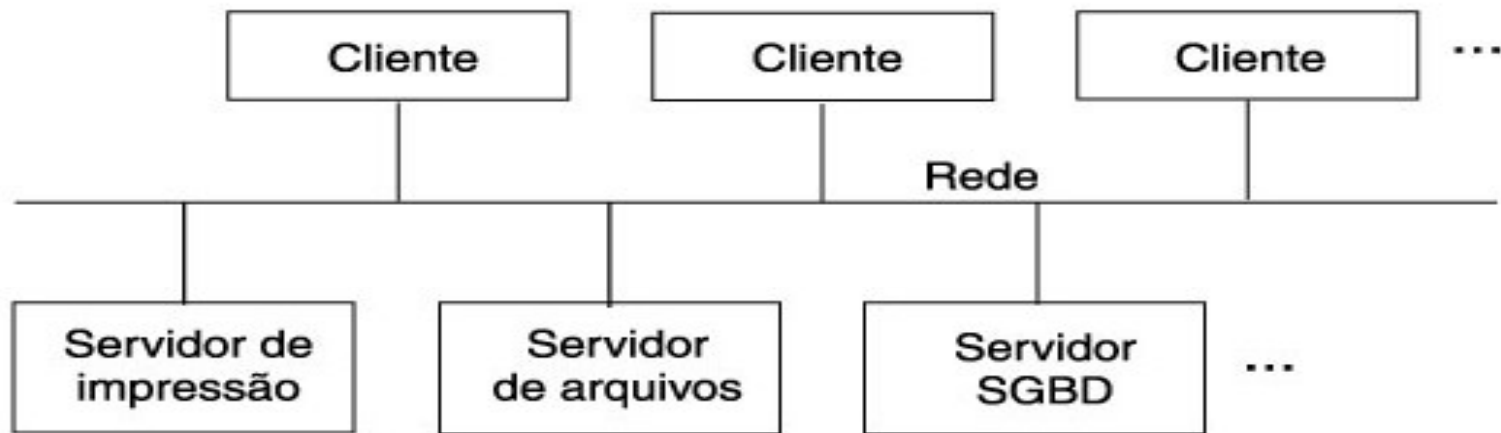 Cliente
Cliente
Cliente
...
Rede
Servidor de
impressão
Servidor
de arquivos
Servidor
SGBD
...